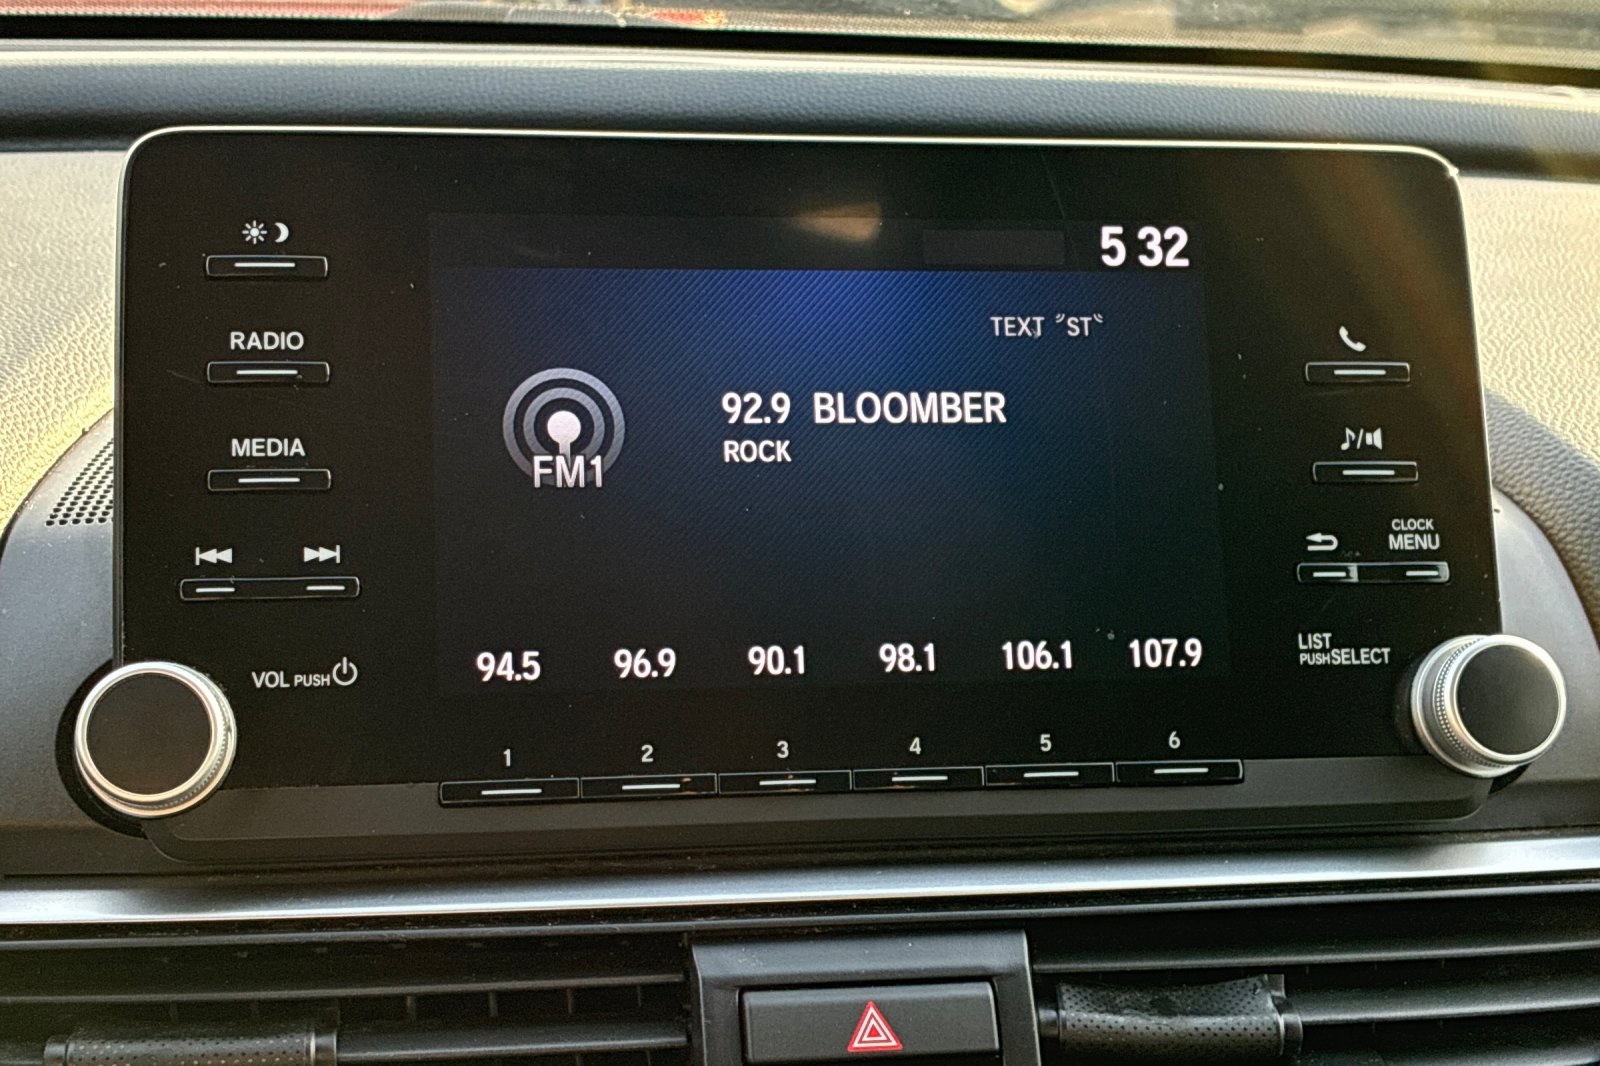 5 32
RADIO
TEXT "ST"
92.9 BLOOMBER
ROCK
FM1
MEDIA
CLOCK
MENU
LIST
PUSH SELECT
VOL PUSH
94.5 96.9 90.1 98.1 106.1 107.9
1 2 3 4 5 6